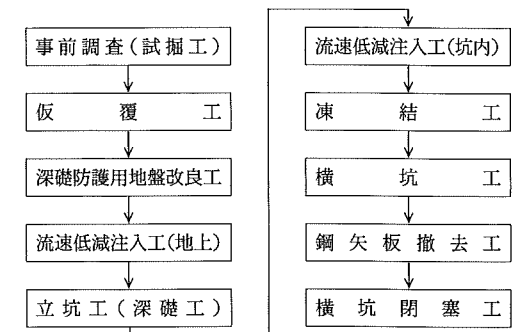 事前調査(試掘工)
仮覆工
深礎防護用地盤改良工
流速低減注入工(地上)
立坑工(深礎工)
流速低減注入工(坑内)
凍結工
横坑工
鋼矢板撤去工
横坑閉塞工